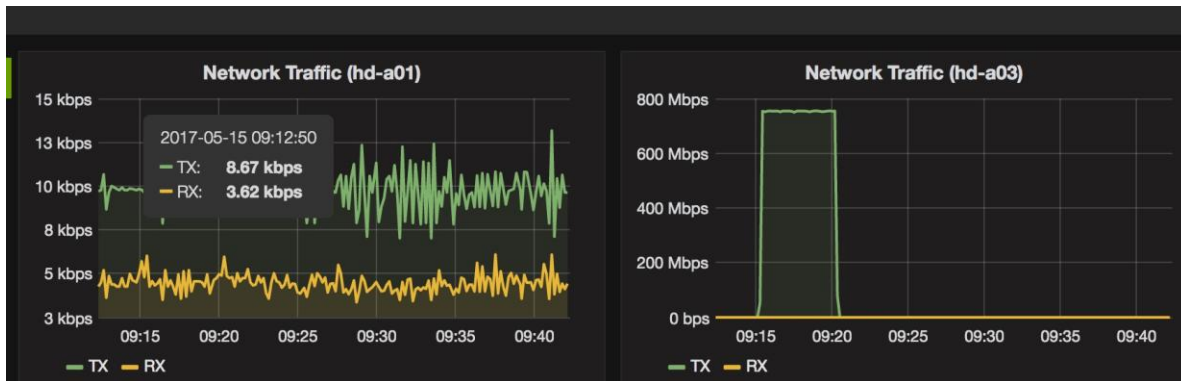 Network Traffic (hd-a01)
15 kbps
13 kbps
10 kbps
8 kbps
5 kbps
3 kbps
2017-05-15 09:12:50
TX: 8.67 kbps
RX: 3.62 kbps
09:15 09:20 09:25 09:30 09:35 09:40
TX RX
Network Traffic (hd-a03)
800 Mbps
600 Mbps
400 Mbps
200 Mbps
0 bps
09:15 09:20 09:25 09:30 09:35 09:40
TX RX